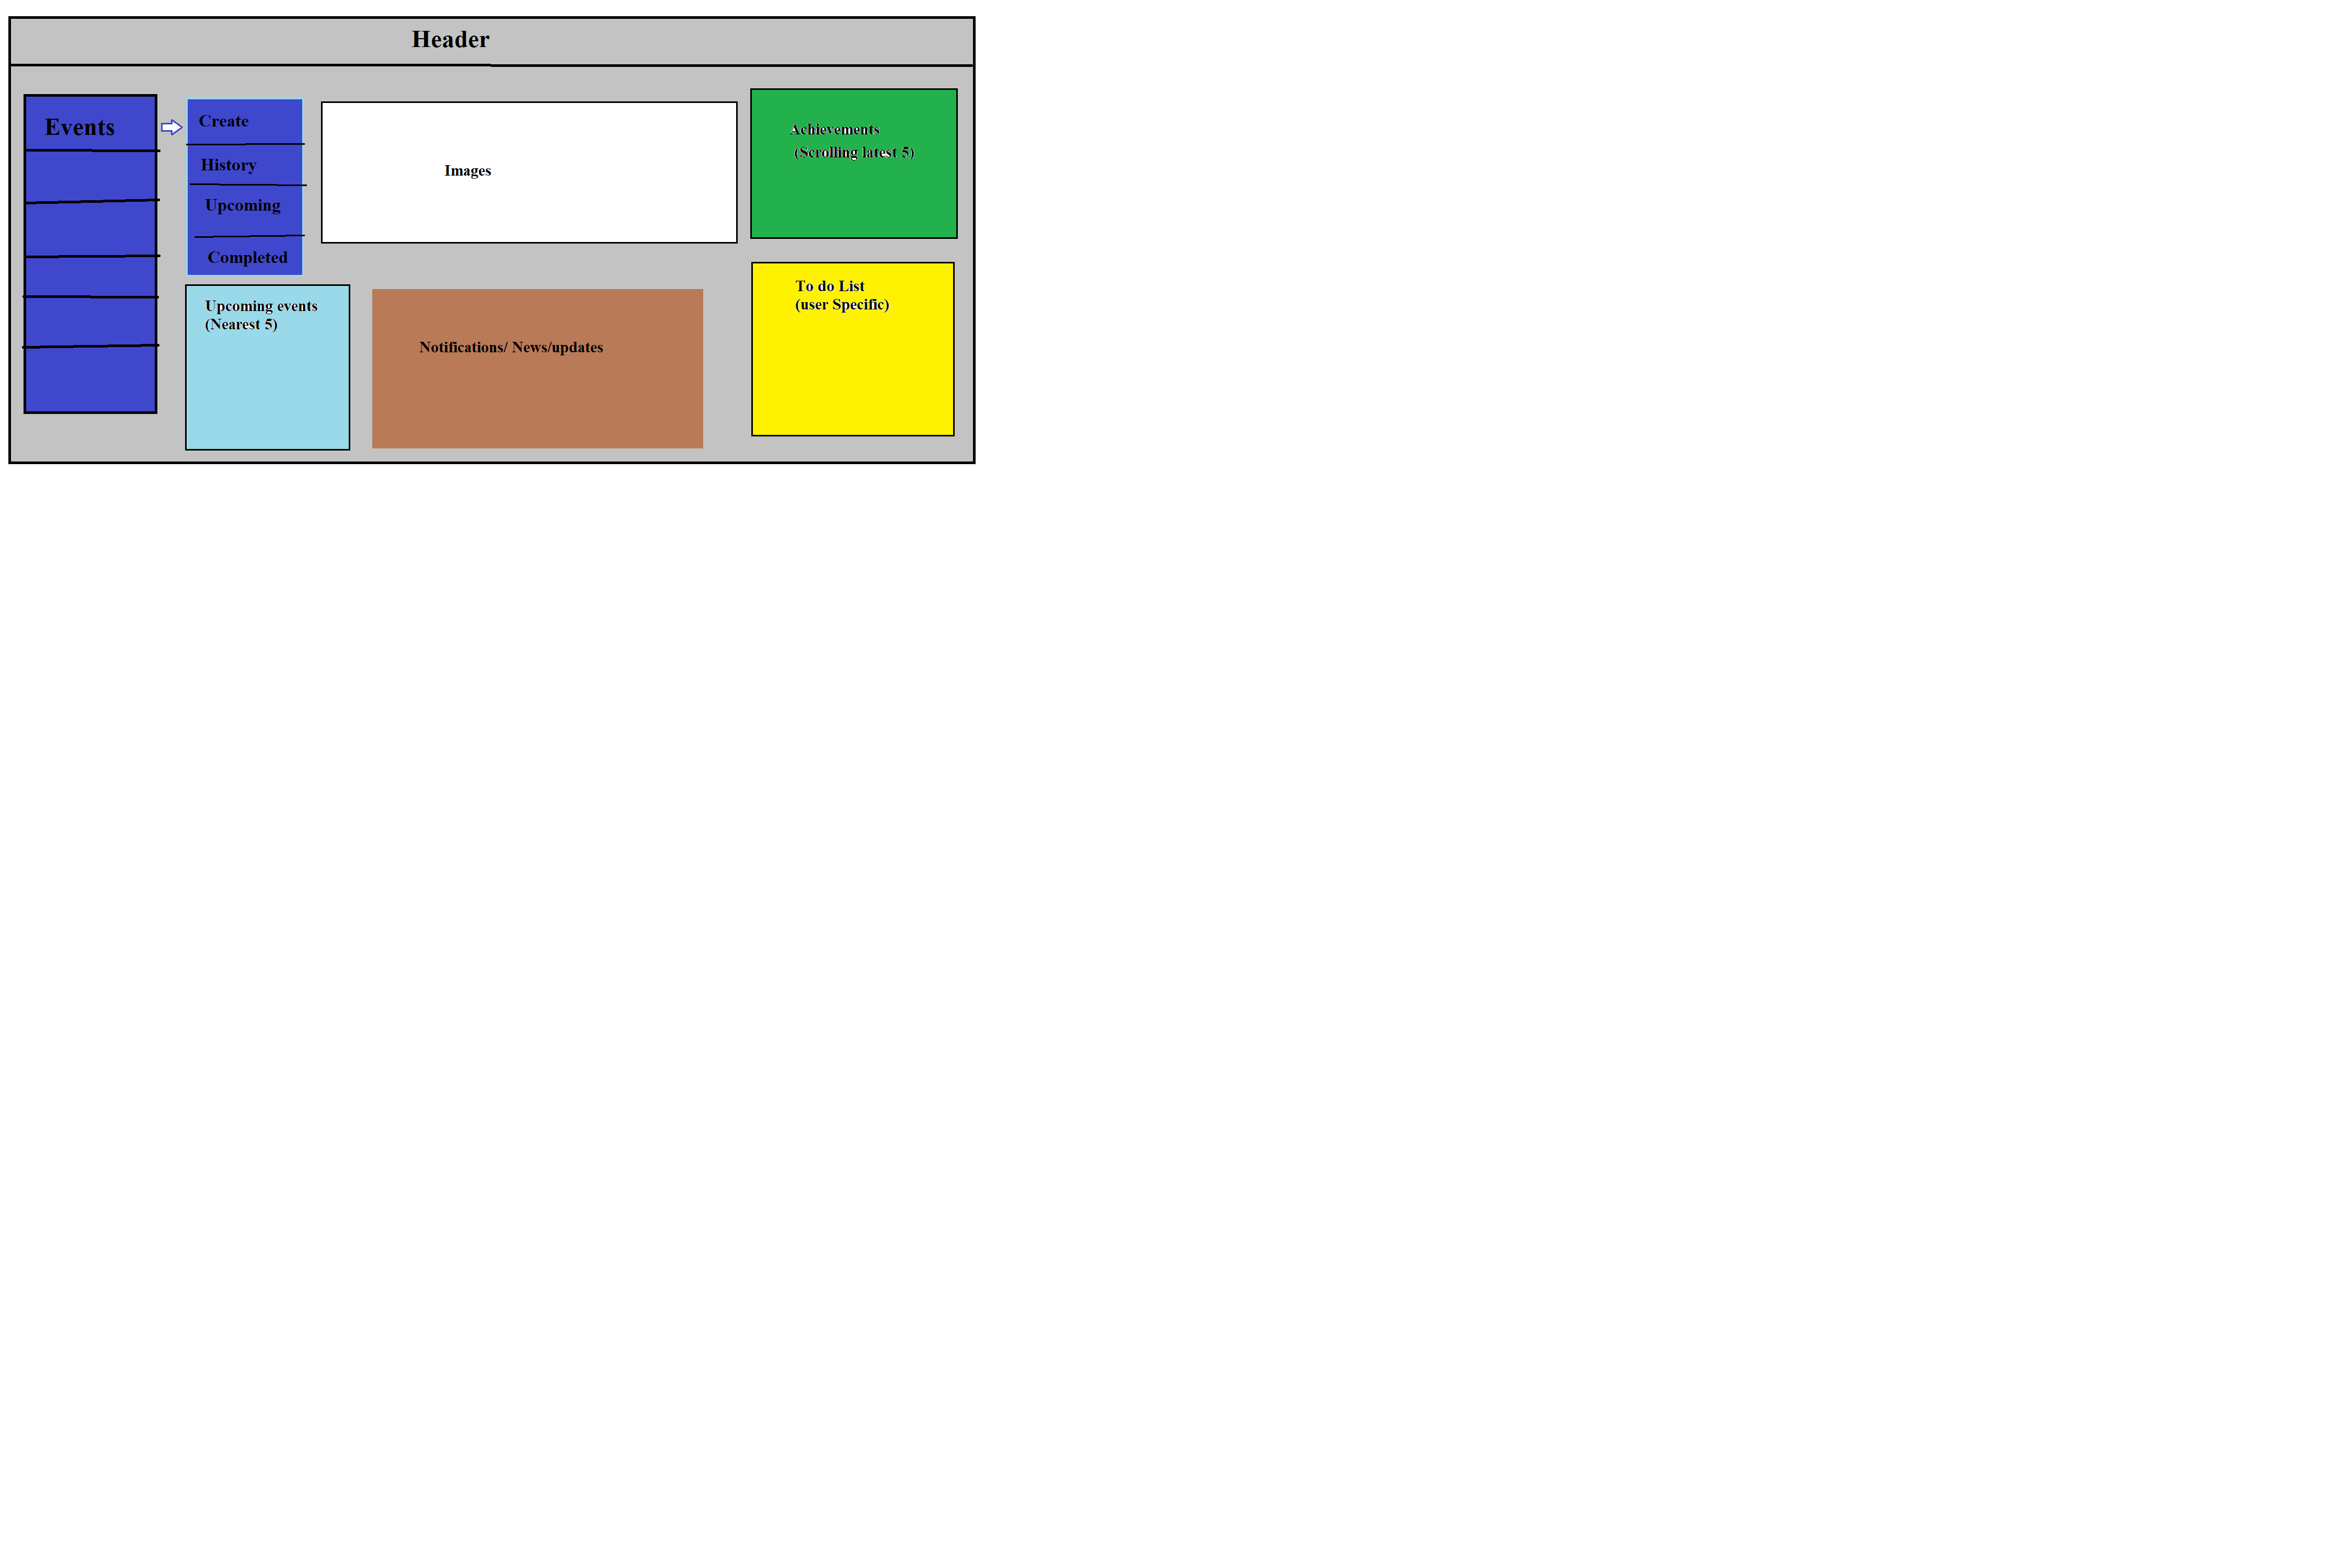 Header
Events
Create
History
Upcoming
Completed
Images
Achievements
(Scrolling latest 5)
Upcoming events
(Nearest 5)
Notifications/ News/updates
To do List
(user Specific)